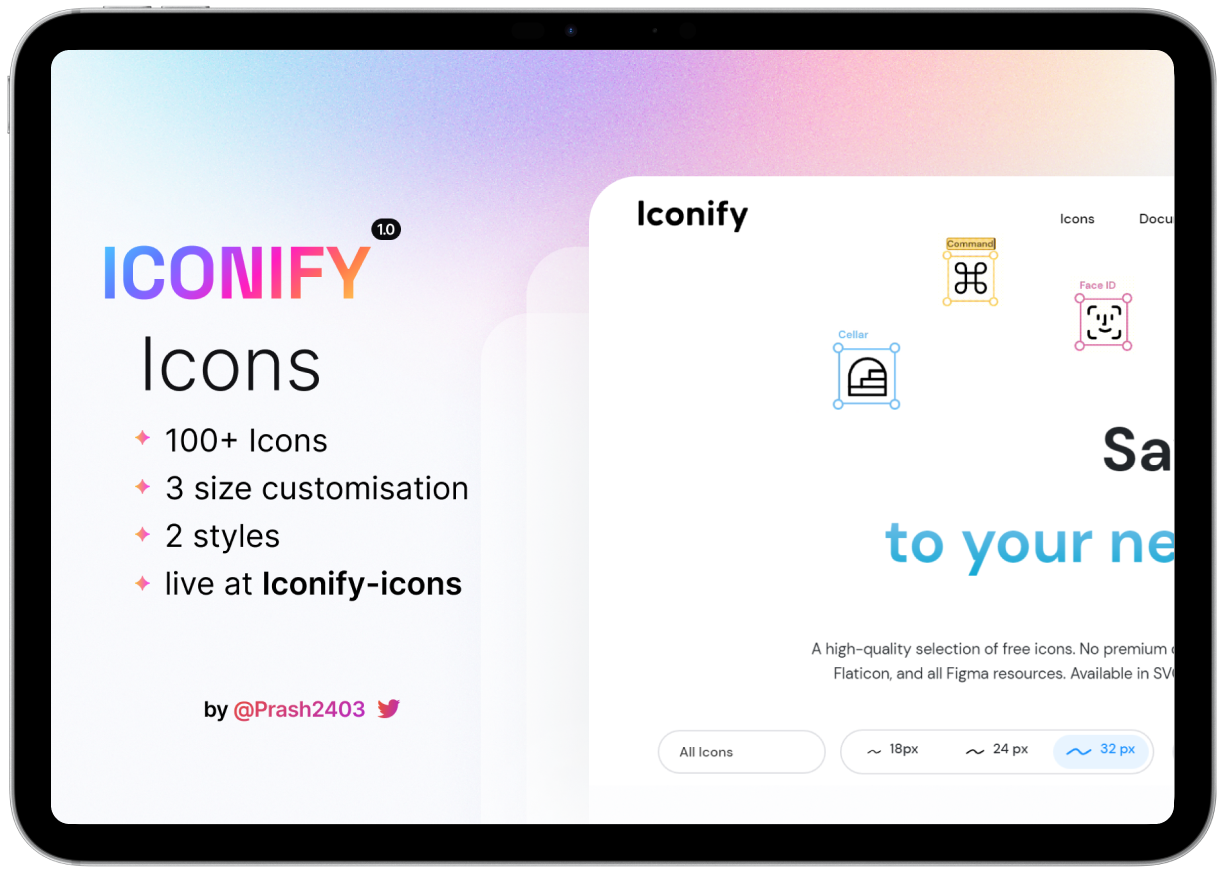 1.0
ICONIFY
Icons
100+ Icons
3 size customisation
2 styles
live at Iconify-icons
by @Prash2403
Iconify
Icons
Command
Face ID
Cellar
to your
A high-quality selection of free icons. No premium
Flaticon, and all Figma resources. Available in
All Icons
18px
24 px
32 px